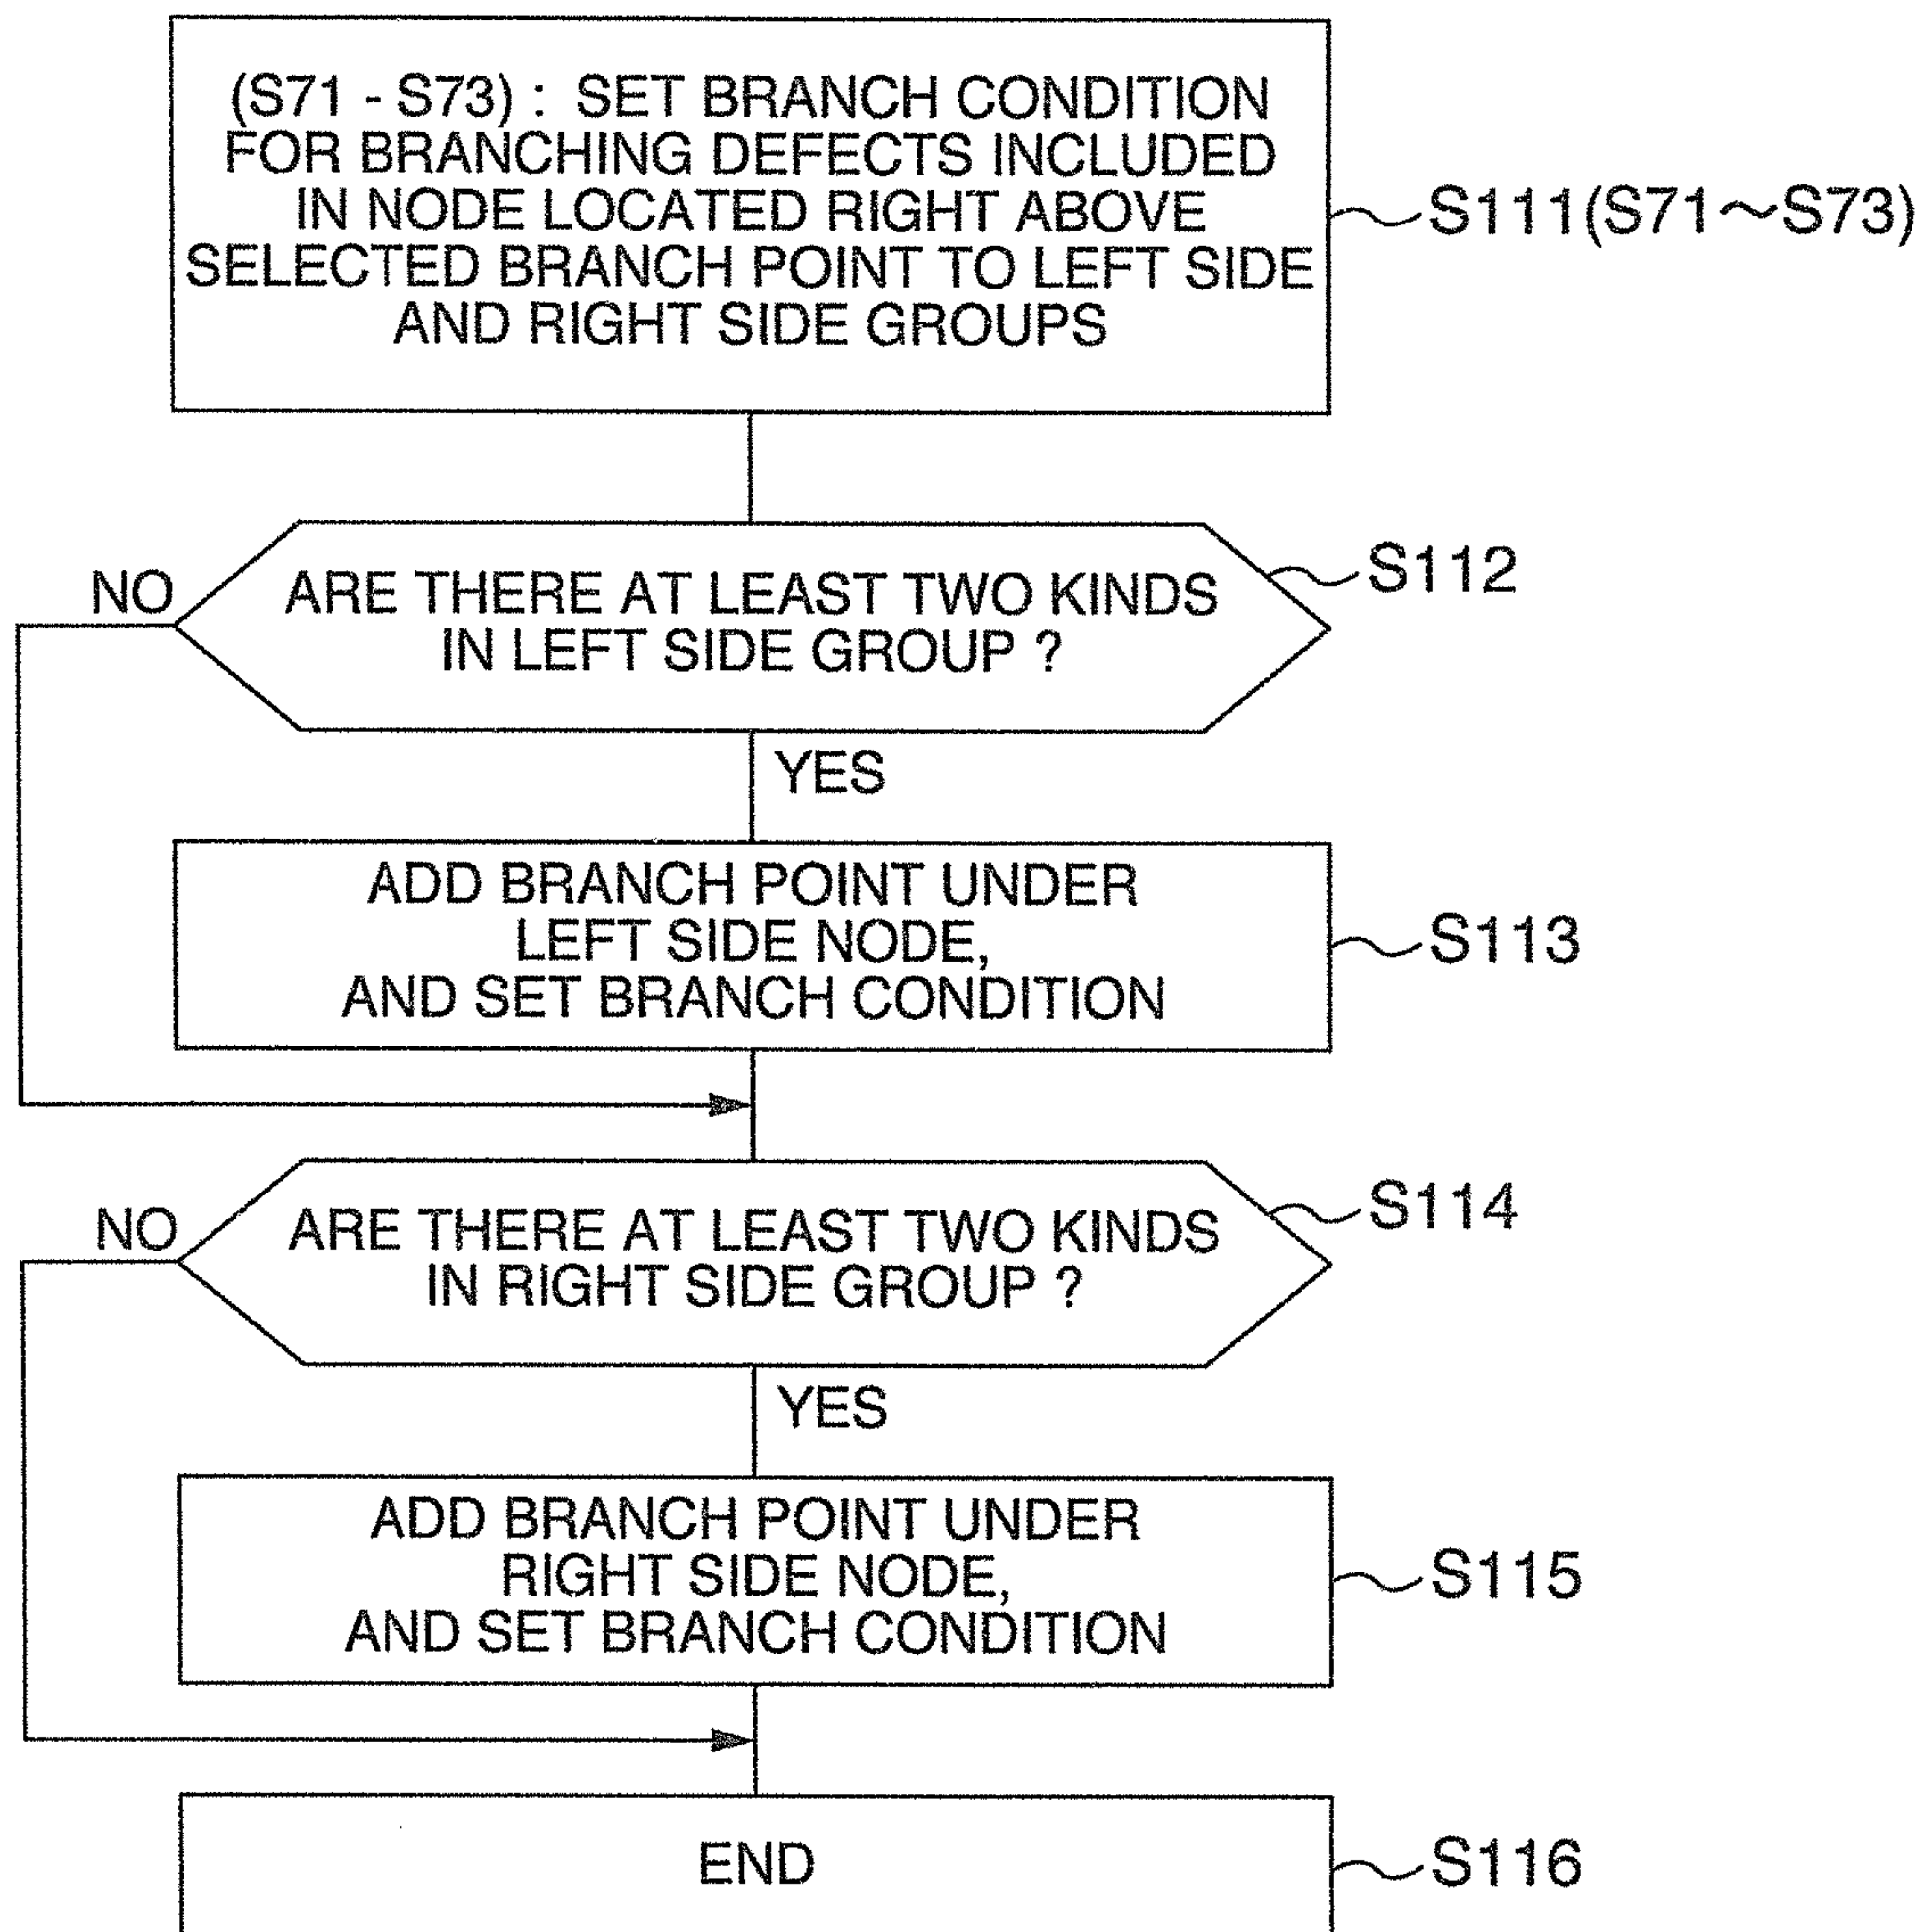 (S71 - S73) : SET BRANCH CONDITION
FOR BRANCHING DEFECTS INCLUDED
IN NODE LOCATED RIGHT ABOVE
SELECTED BRANCH POINT TO LEFT SIDE
AND RIGHT SIDE GROUPS
S111(S71~S73)
NO
ARE THERE AT LEAST TWO KINDS
IN LEFT SIDE GROUP ?
S112
YES
ADD BRANCH POINT UNDER
LEFT SIDE NODE,
AND SET BRANCH CONDITION
S113
NO
ARE THERE AT LEAST TWO KINDS
IN RIGHT SIDE GROUP ?
S114
YES
ADD BRANCH POINT UNDER
RIGHT SIDE NODE,
AND SET BRANCH CONDITION
S115
END
S116